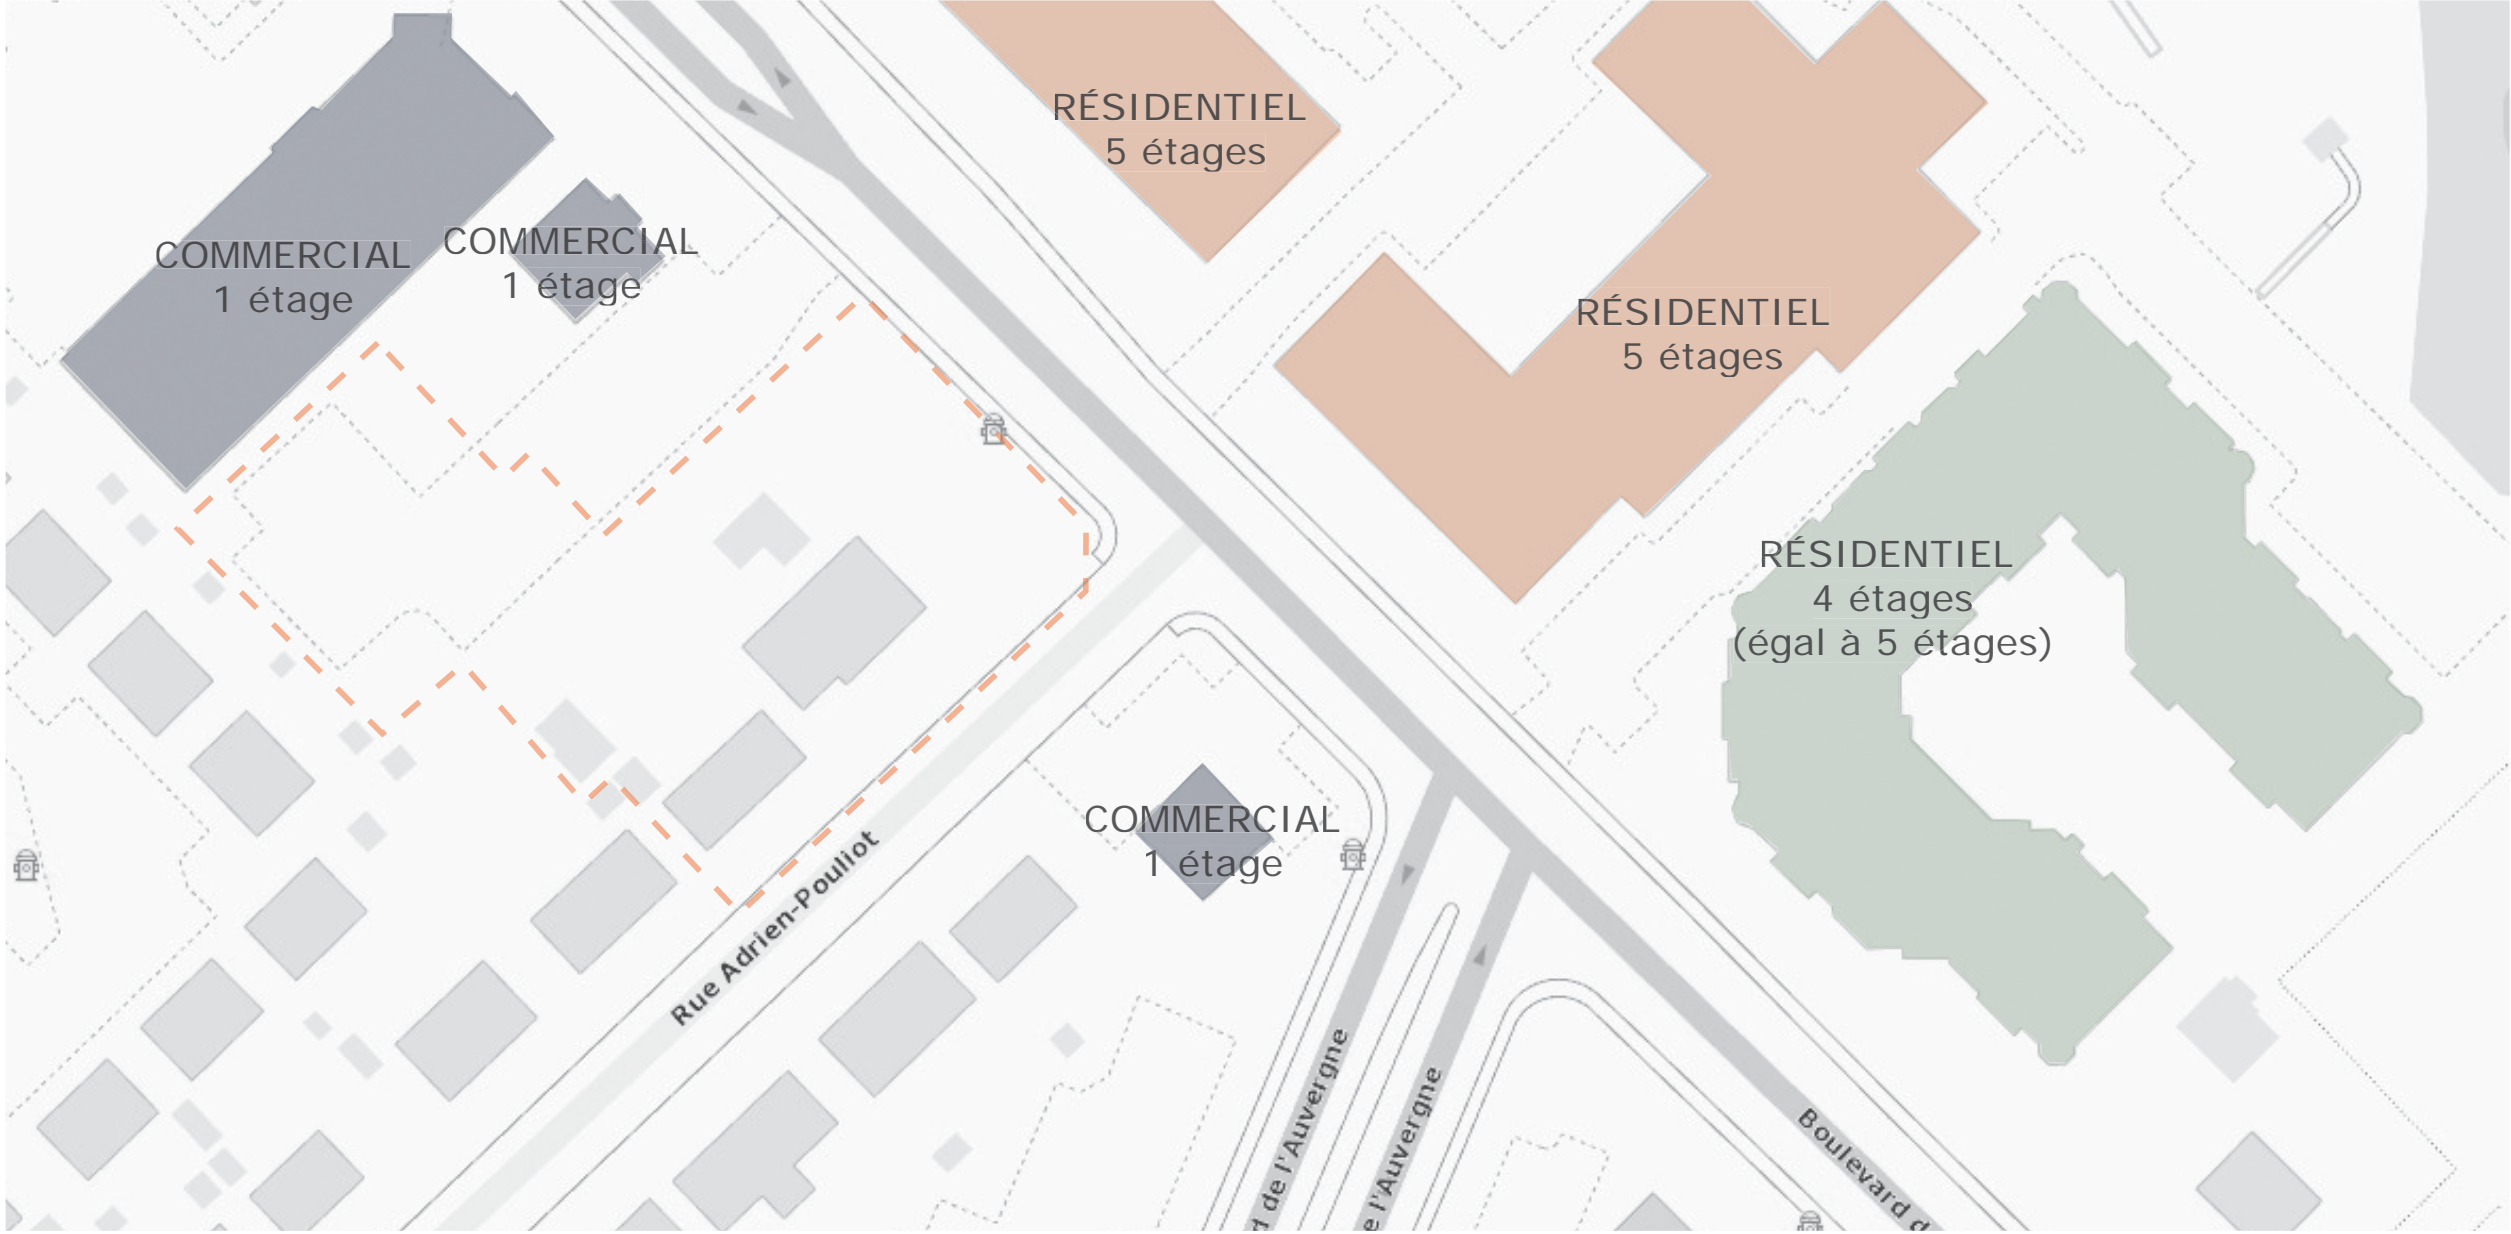 RÉSIDENTIEL
5 étages
COMMERCIAL
1 étage
COMMERCIAL
1 étage
RÉSIDENTIEL
5 étages
RÉSIDENTIEL
4 étages
(égal à 5 étages)
COMMERCIAL
1 étage
Rue Adrien-Pouliot
d de l'Auvergne
e l'Auvergne
Boulevard d